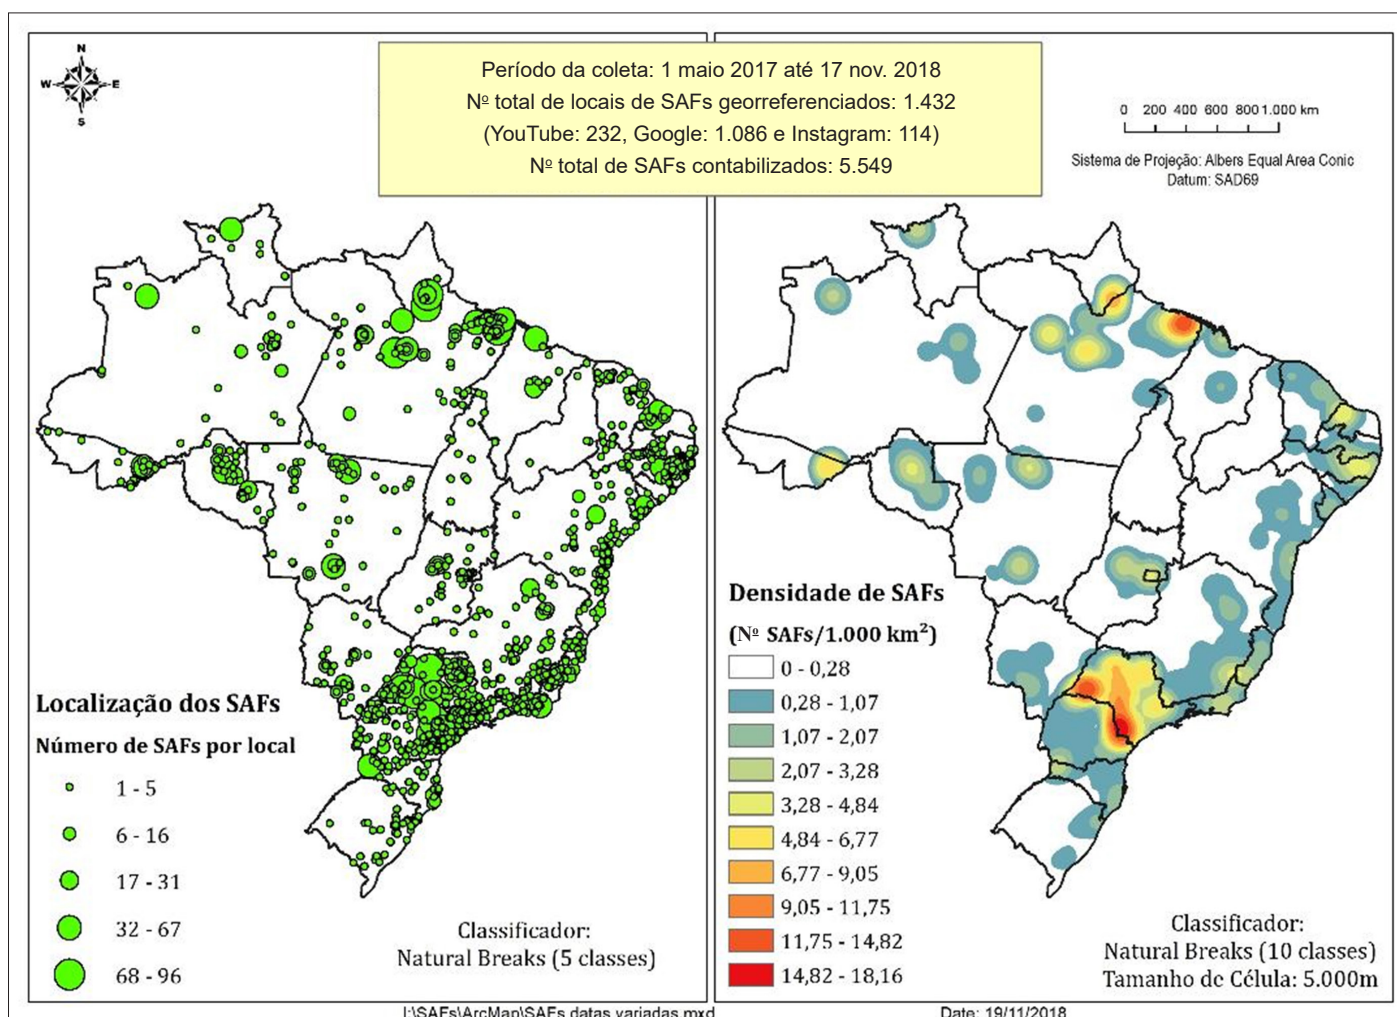 Período da coleta: 1 maio 2017 até 17 nov. 2018
Nº total de locais de SAFs georreferenciados: 1.432
(YouTube: 232, Google: 1.086 e Instagram: 114)
Nº total de SAFs contabilizados: 5.549
N
W E
S
0 200 400 600 800 1.000 km
Sistema de Projeção: Albers Equal Area Conic
Datum: SAD69
Localização dos SAFs
Número de SAFs por local
1 - 5
6 - 16
17 - 31
32 - 67
68 - 96
Classificador:
Natural Breaks (5 classes)
Densidade de SAFs
(Nº SAFs/1.000 km²)
0 - 0,28
0,28 - 1,07
1,07 - 2,07
2,07 - 3,28
3,28 - 4,84
4,84 - 6,77
6,77 - 9,05
9,05 - 11,75
11,75 - 14,82
14,82 - 18,16
Classificador:
Natural Breaks (10 classes)
Tamanho de Célula: 5.000m
I:\SAFs\ArcMap\SAFs datas variadas.mxd
Date: 19/11/2018